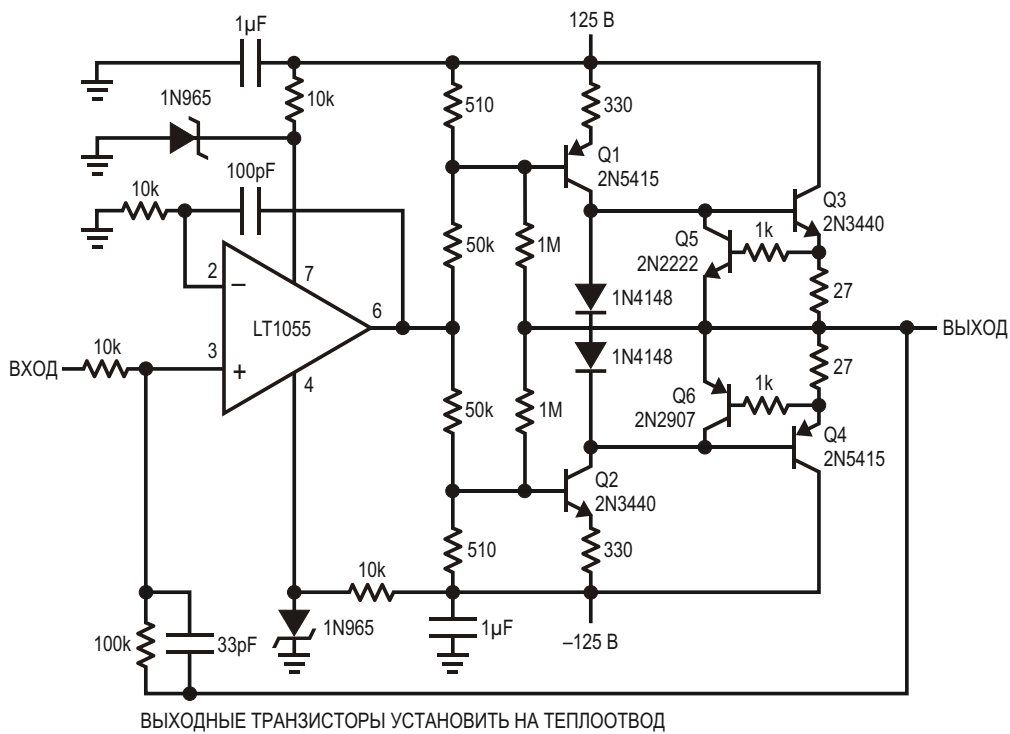 1µF
125 В
1N965
10k
510
330
Q1
2N5415
100pF
10k
Q3
2N3440
Q5
2N2222
1k
50k
1M
2
–
7
1N4148
27
LT1055
6
ВЫХОД
ВХОД
10k
3
+
4
1N4148
27
50k
1M
Q6
2N2907
1k
Q4
2N5415
Q2
2N3440
510
330
10k
100k
33pF
1N965
1µF
–125 В
ВЫХОДНЫЕ ТРАНЗИСТОРЫ УСТАНОВИТЬ НА ТЕПЛООТВОД